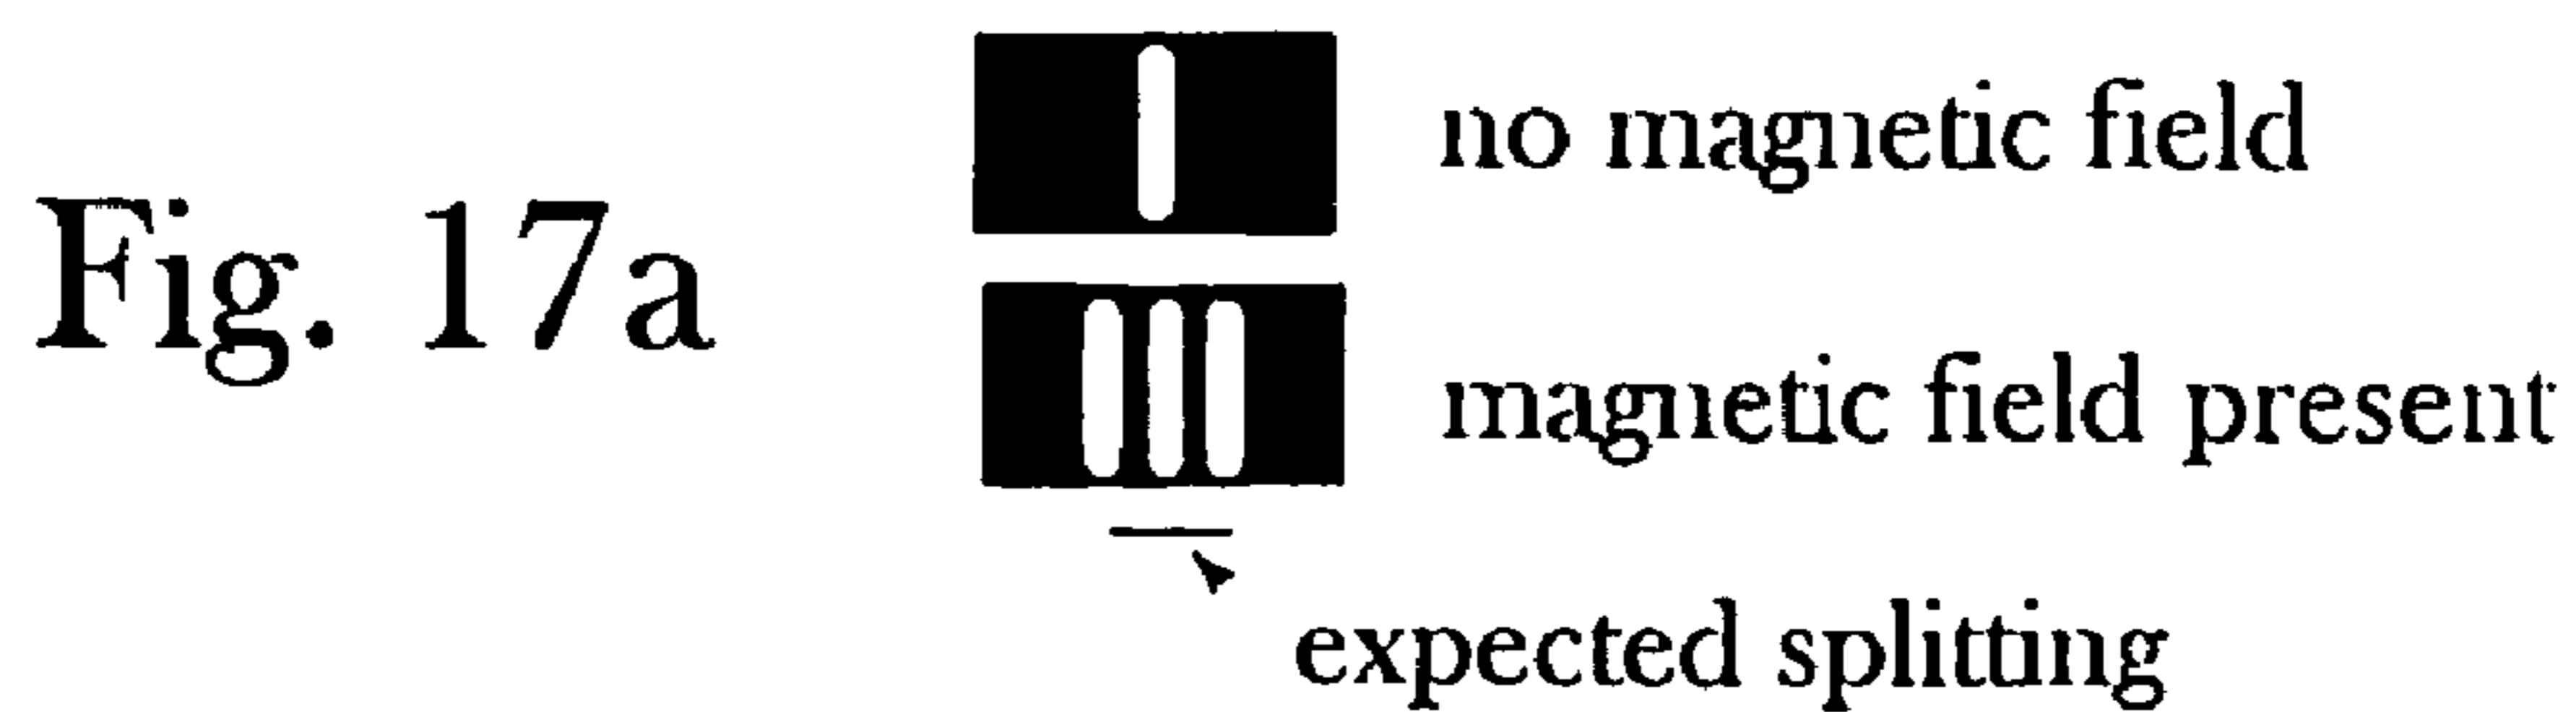 no magnetic field
Fig. 17a
magnetic field present
expected splitting